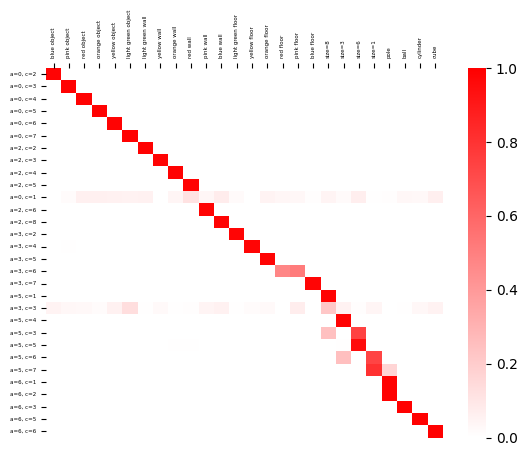 blue object
pink object
red object
orange object
yellow object
light green object
light green wall
yellow wall
orange wall
red wall
pink wall
blue wall
light green floor
yellow floor
orange floor
red floor
pink floor
blue floor
size=8
size=3
size=6
size=1
pole
ball
cylinder
cube
a=0, c=2
a=0, c=3
a=0, c=4
a=0, c=5
a=0, c=6
a=0, c=7
a=2, c=2
a=2, c=3
a=2, c=4
a=2, c=5
a=0, c=1
a=2, c=6
a=2, c=8
a=3, c=2
a=3, c=4
a=3, c=5
a=3, c=6
a=3, c=7
a=5, c=1
a=3, c=3
a=5, c=4
a=5, c=3
a=5, c=5
a=5, c=6
a=5, c=7
a=6, c=1
a=6, c=2
a=6, c=3
a=6, c=5
a=6, c=6
1.0
0.8
0.6
0.4
0.2
0.0